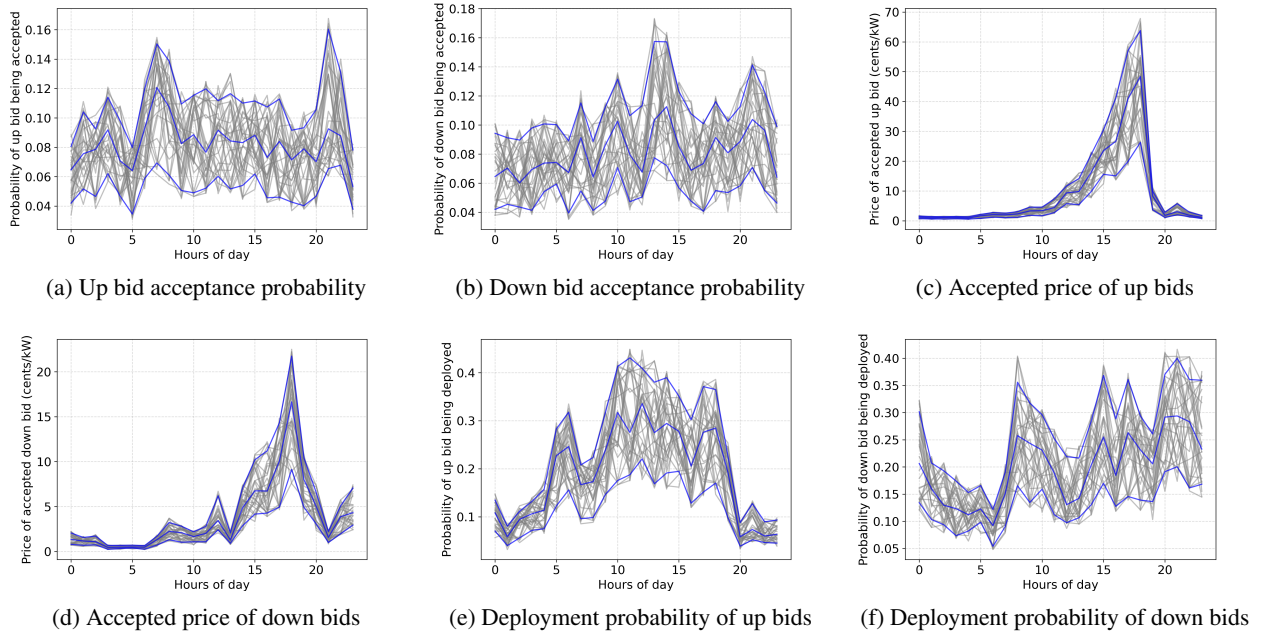 Probability of up bid being accepted
0.16
0.14
0.12
0.10
0.08
0.06
0.04
0 5 10 15 20
Hours of day
(a) Up bid acceptance probability
Probability of down bid being accepted
0.18
0.16
0.14
0.12
0.10
0.08
0.06
0.04
0 5 10 15 20
Hours of day
(b) Down bid acceptance probability
Price of accepted up bid (cents/kW)
70
60
50
40
30
20
10
0
0 5 10 15 20
Hours of day
(c) Accepted price of up bids
Price of accepted down bid (cents/kW)
20
15
10
5
0
0 5 10 15 20
Hours of day
(d) Accepted price of down bids
Probability of up bid being deployed
0.4
0.3
0.2
0.1
0 5 10 15 20
Hours of day
(e) Deployment probability of up bids
Probability of down bid being deployed
0.40
0.35
0.30
0.25
0.20
0.15
0.10
0.05
0 5 10 15 20
Hours of day
(f) Deployment probability of down bids